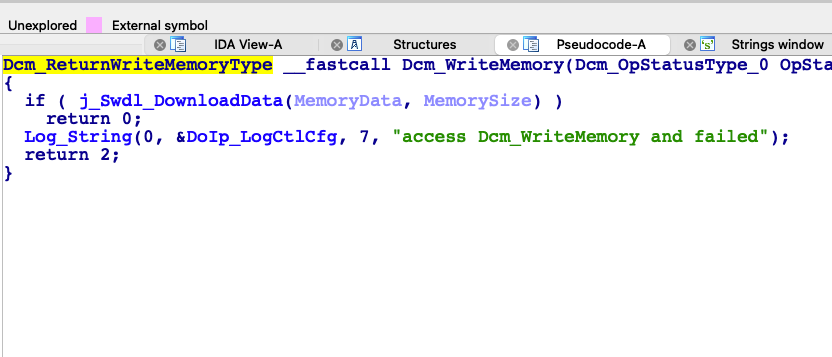 Unexplored External symbol
IDA View-A Structures Pseudocode-A Strings window
Dcm_ReturnWriteMemoryType __fastcall Dcm_WriteMemory(Dcm_OpStatusType_0 OpSta
{
if ( j_Swdl_DownloadData(MemoryData, MemorySize) )
return 0;
Log_String(0, &DoIp_LogCtlCfg, 7, "access Dcm_WriteMemory and failed");
return 2;
}